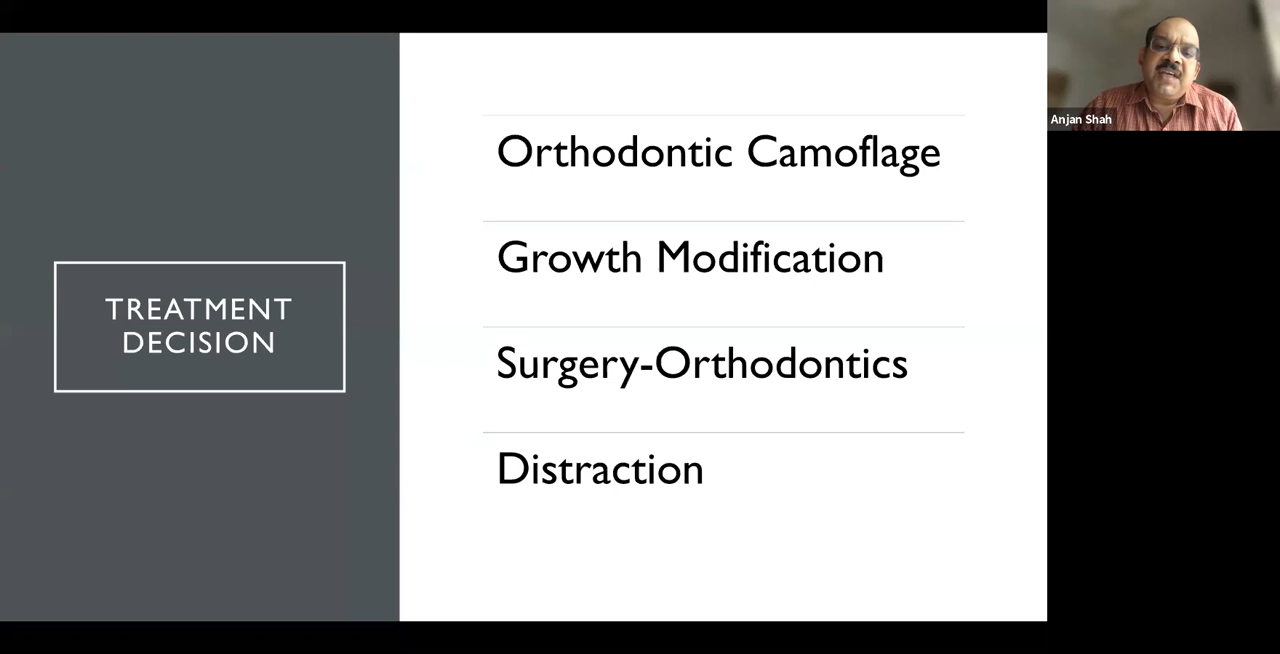 TREATMENT
DECISION
Orthodontic Camoflage
Growth Modification
Surgery-Orthodontics
Distraction
Anjan Shah